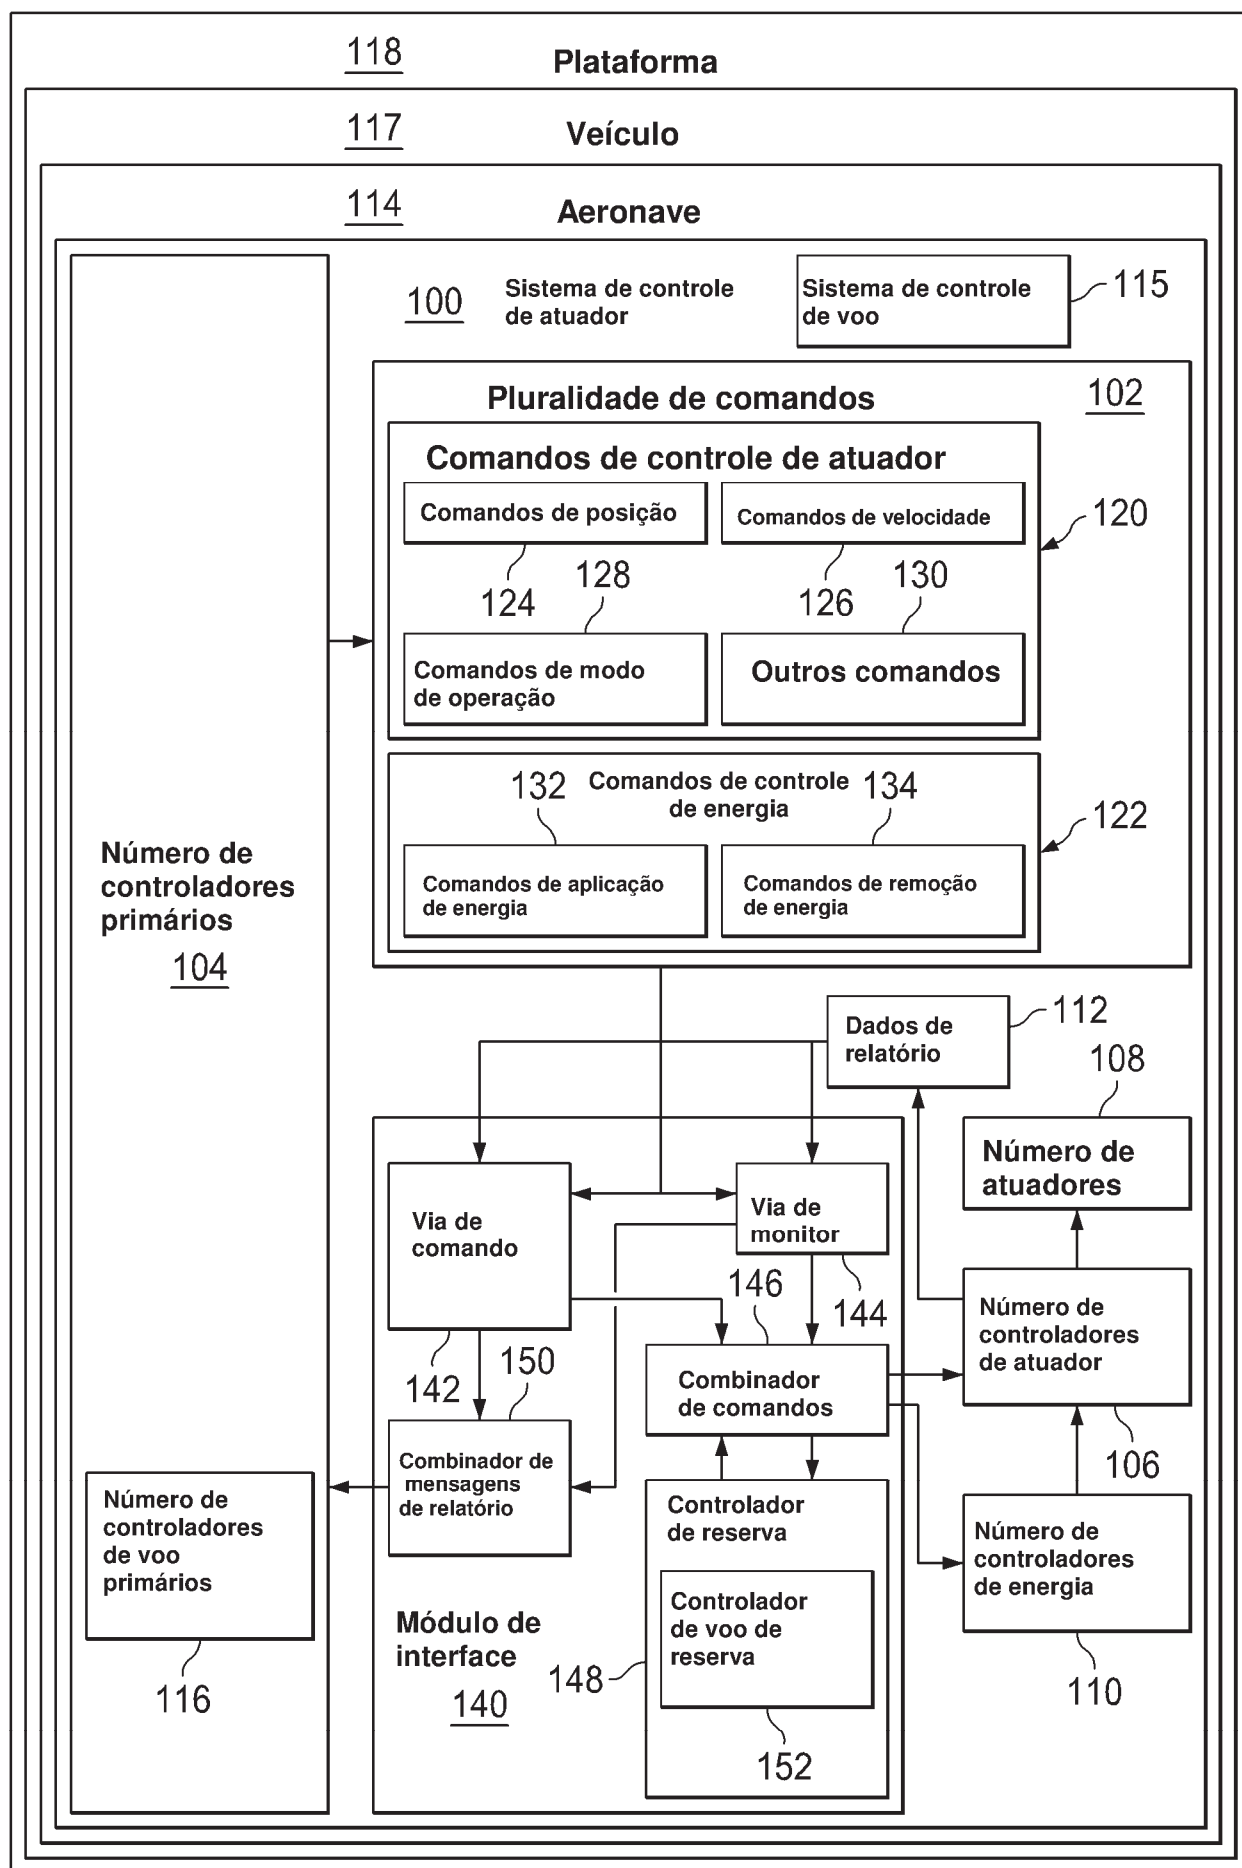 118
Plataforma
117
Veículo
114
Aeronave
100
Sistema de controle
de atuador
Sistema de controle
de voo
115
Pluralidade de comandos
102
Comandos de controle de atuador
Comandos de posição
Comandos de velocidade
120
124
128
126
130
Comandos de modo
de operação
Outros comandos
132
Comandos de controle
de energia
134
122
Comandos de aplicação
de energia
Comandos de remoção
de energia
Número de
controladores
primários
104
Dados de
relatório
112
108
Número de
atuadores
Via de
comando
Via de
monitor
146
144
142
150
Combinador
de comandos
Número de
controladores
de atuador
106
Combinador de
mensagens
de relatório
Número de
controladores
de voo
primários
116
Controlador
de reserva
Número de
controladores
de energia
110
Controlador
de voo de
reserva
Módulo de
interface
140
148
152